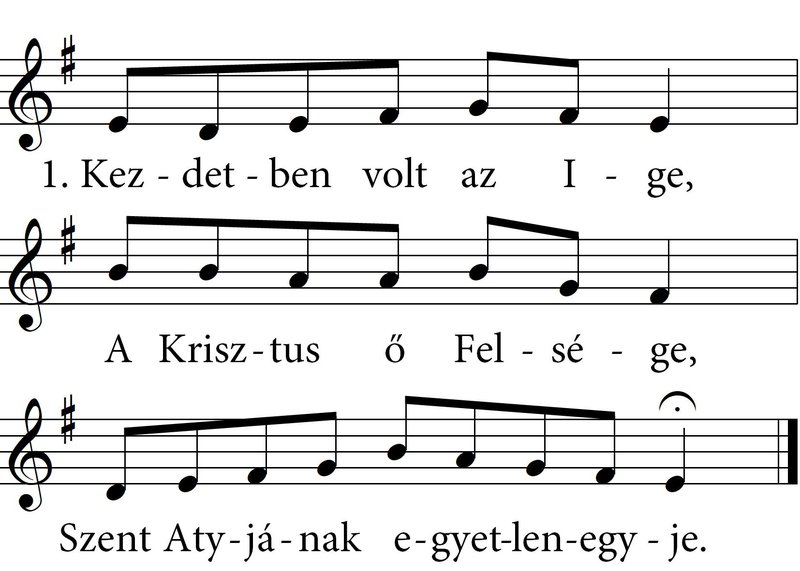 1. Kez - det - ben volt az I - ge,
A Krisz - tus ő Fel - sé - ge,
Szent Aty - já - nak e - gyet - len - egy - je.